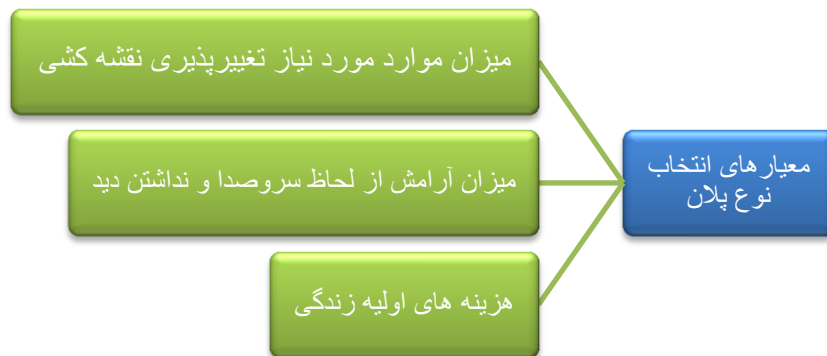 معیارهای انتخاب
نوع پلان
میزان موارد مورد نیاز تغییرپذیری نقشه کشی
میزان آرامش از لحاظ سروصدا و نداشتن دید
هزینه های اولیه زندگی